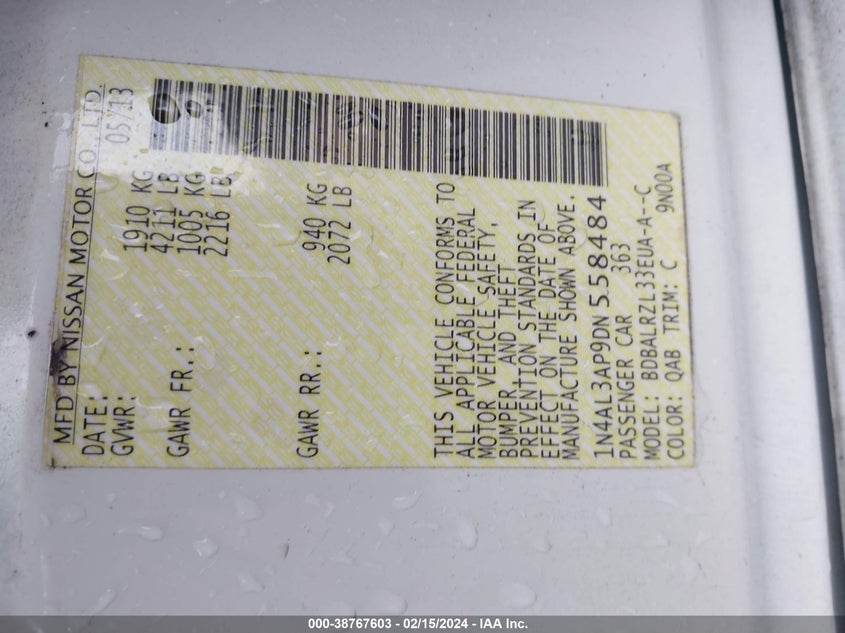 MFD BY NISSAN MOTOR CO., LTD.
DATE: 05/13
GVWR: 1910 KG
4211 LB
GAWR FR.: 1005 KG
2216 LB
GAWR RR.: 940 KG
2072 LB
THIS VEHICLE CONFORMS TO
ALL APPLICABLE FEDERAL
MOTOR VEHICLE SAFETY,
BUMPER, AND THEFT
PREVENTION STANDARDS IN
EFFECT ON THE DATE OF
MANUFACTURE SHOWN ABOVE.
1N4AL3AP9DN558484
PASSENGER CAR 363
MODEL: BDBALRZL33EUA-A--C
COLOR: QAB TRIM: C 9N00A
000-38767603 - 02/15/2024 - IAA Inc.